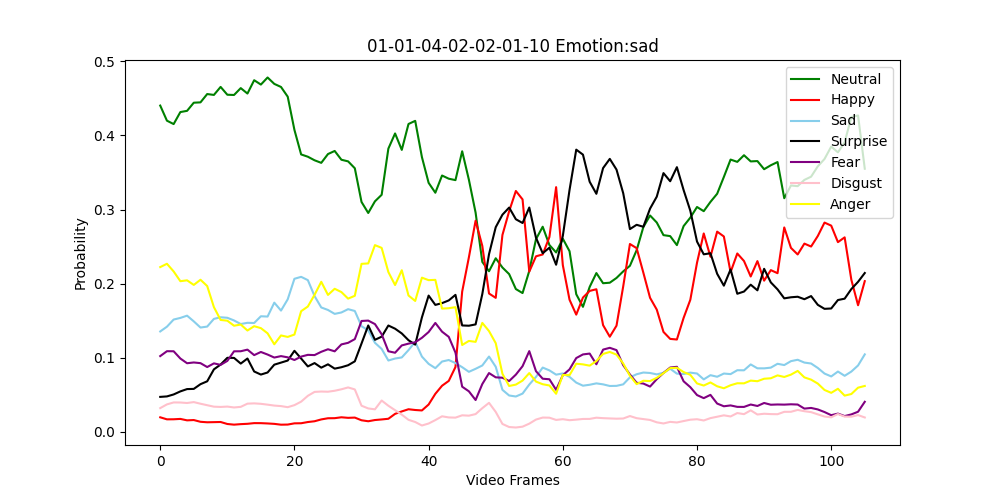 01-01-04-02-02-01-10 Emotion:sad
0.5
0.4
0.3
0.2
0.1
0.0
Probability
0
20
40
60
80
100
Video Frames
Neutral
Happy
Sad
Surprise
Fear
Disgust
Anger